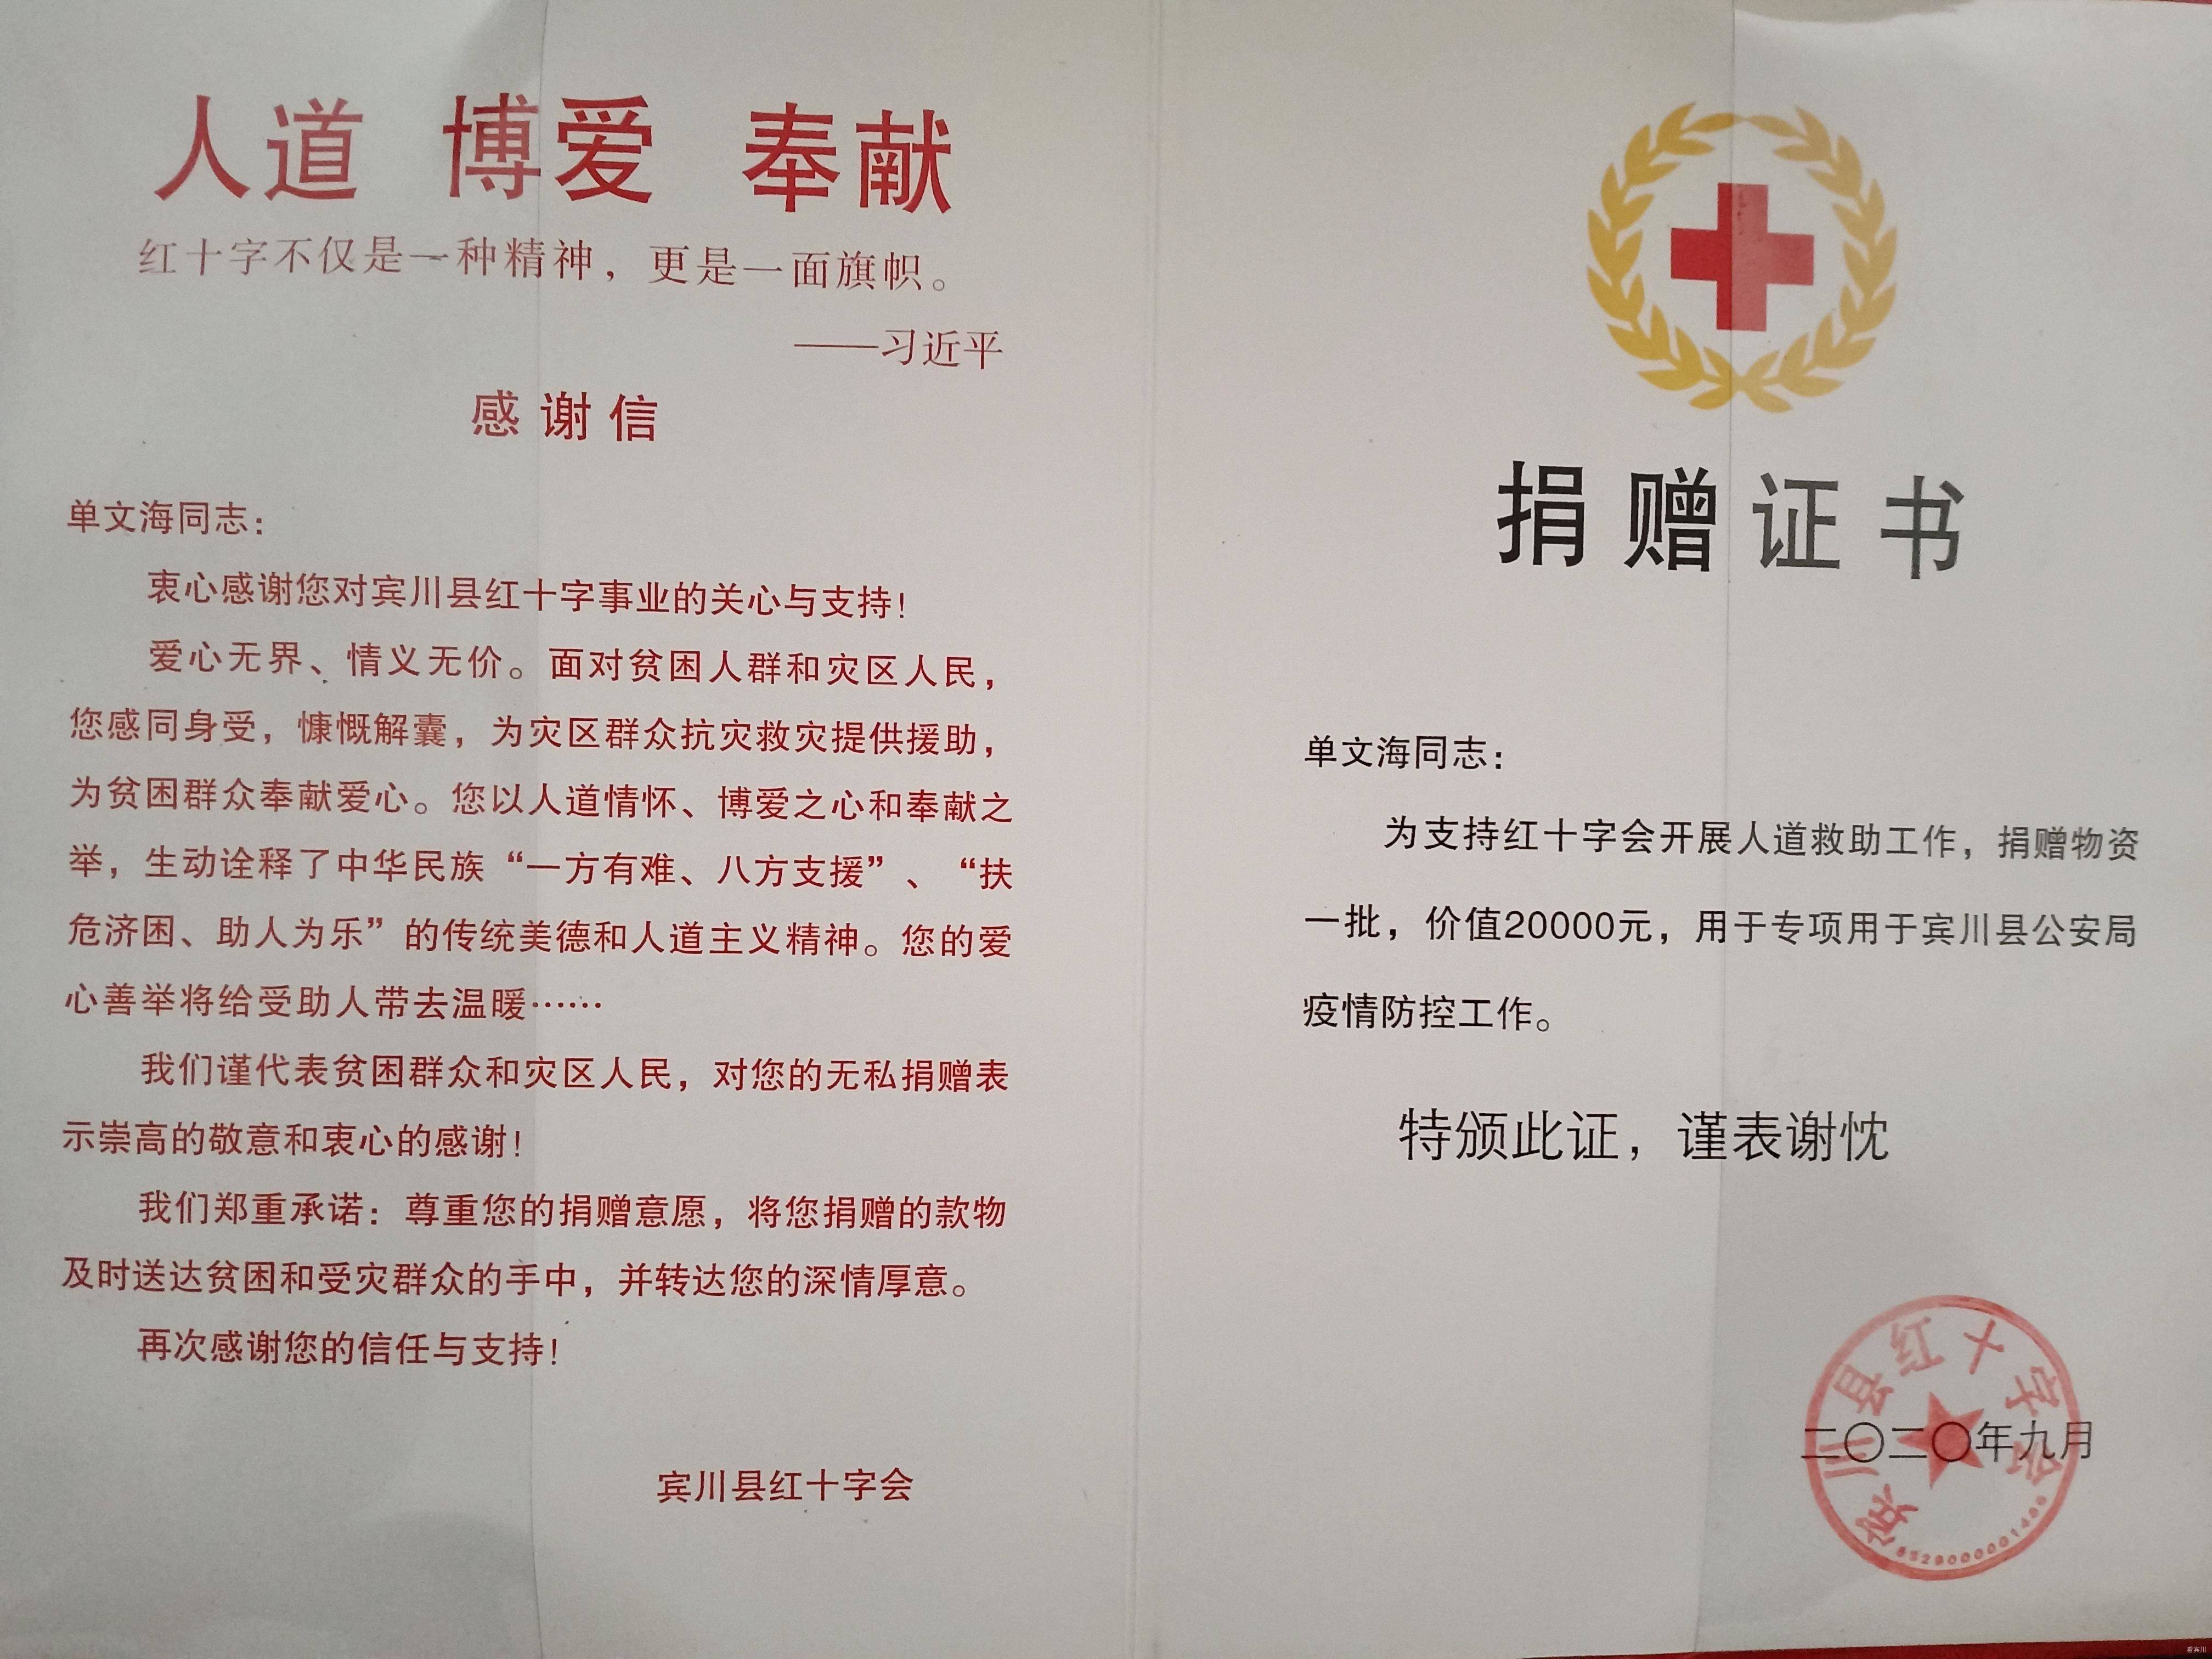 人道 博爱 奉献
红十字不仅是一种精神，更是一面旗帜。
——习近平
感谢信
单文海同志：
衷心感谢您对宾川县红十字事业的关心与支持！
爱心无界、情义无价。面对贫困人群和灾区人民，
您感同身受，慷慨解囊，为灾区群众抗灾救灾提供援助，
为贫困群众奉献爱心。您以人道情怀、博爱之心和奉献之
举，生动诠释了中华民族“一方有难、八方支援”、“扶
危济困、助人为乐”的传统美德和人道主义精神。您的爱
心善举将给受助人带去温暖……
我们谨代表贫困群众和灾区人民，对您的无私捐赠表
示崇高的敬意和衷心的感谢！
我们郑重承诺：尊重您的捐赠意愿，将您捐赠的款物
及时送达贫困和受灾群众的手中，并转达您的深情厚意。
再次感谢您的信任与支持！
宾川县红十字会
捐赠证书
单文海同志：
为支持红十字会开展人道救助工作，捐赠物资
一批，价值20000元，用于专项用于宾川县公安局
疫情防控工作。
特颁此证，谨表谢忱
宾川县红十字会
二〇二〇年九月
看宾川